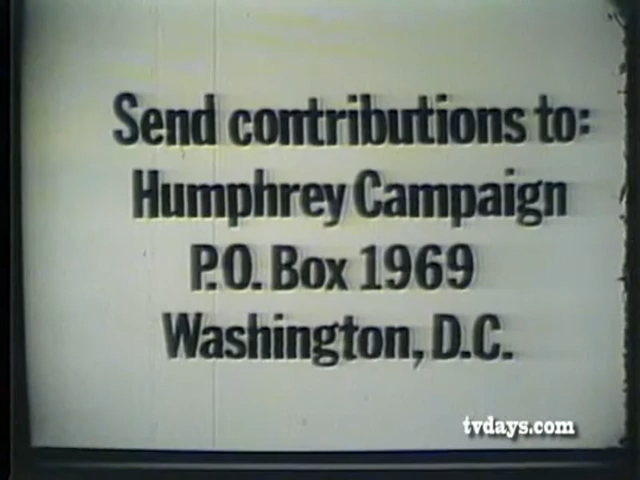 Send contributions to:
Humphrey Campaign
P.O. Box 1969
Washington, D.C.
tvdays.com